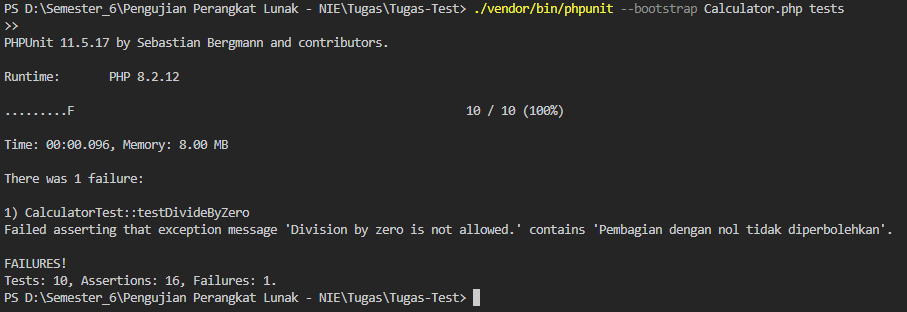 PS D:\Semester_6\Pengujian Perangkat Lunak - NIE\Tugas\Tugas-Test> ./vendor/bin/phpunit --bootstrap Calculator.php tests
>>
PHPUnit 11.5.17 by Sebastian Bergmann and contributors.
Runtime:       PHP 8.2.12
.........F                                                        10 / 10 (100%)
Time: 00:00.096, Memory: 8.00 MB
There was 1 failure:
1) CalculatorTest::testDivideByZero
Failed asserting that exception message 'Division by zero is not allowed.' contains 'Pembagian dengan nol tidak diperbolehkan'.
FAILURES!
Tests: 10, Assertions: 16, Failures: 1.
PS D:\Semester_6\Pengujian Perangkat Lunak - NIE\Tugas\Tugas-Test>